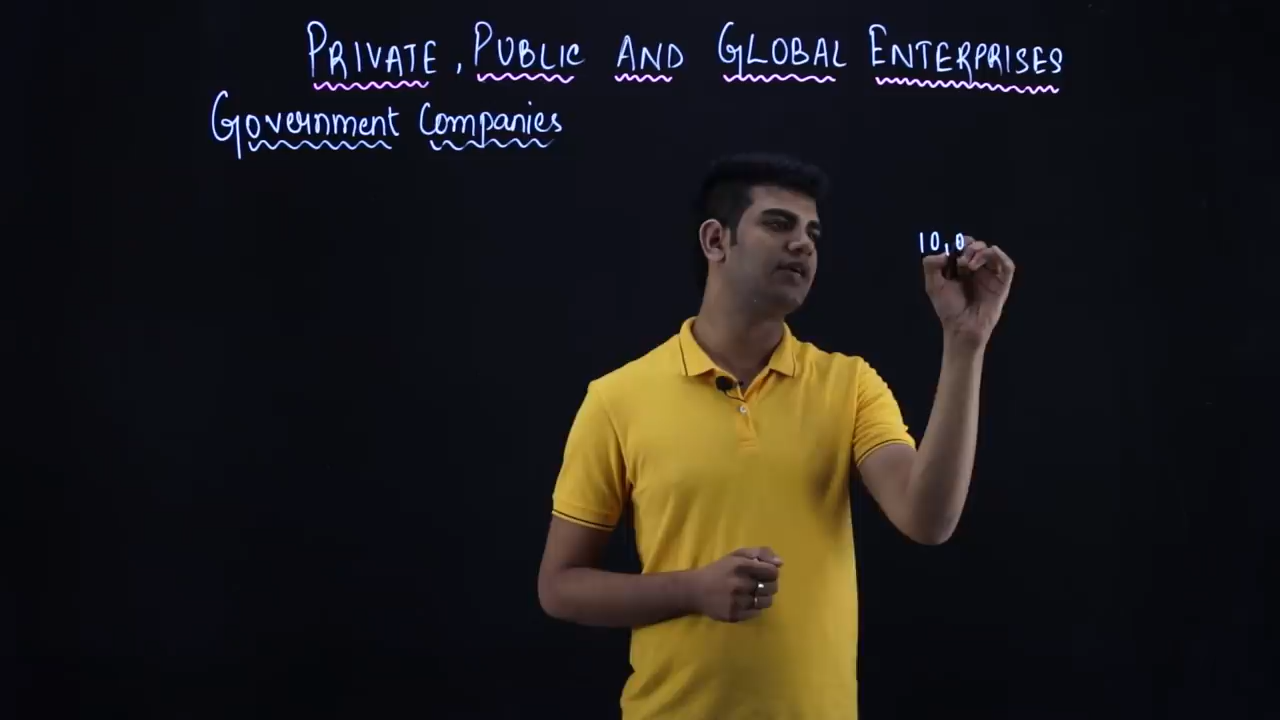 PRIVATE, PUBLIC AND GLOBAL ENTERPRISES
Government Companies
10,0